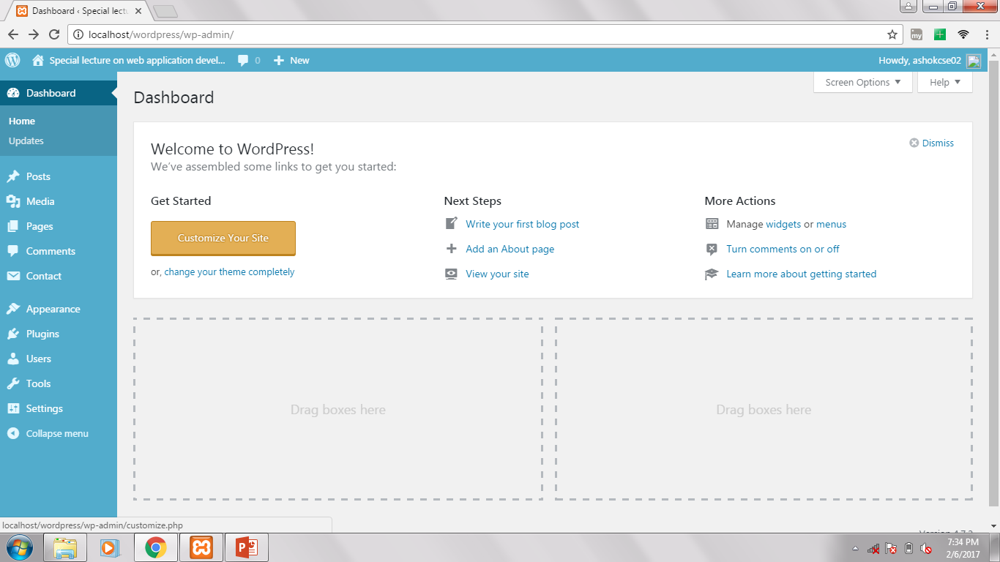 Dashboard ‹ Special lectu
localhost/wordpress/wp-admin/
my
Special lecture on web application devel... 0 New
Howdy, ashokcse02
Dashboard
Home
Updates
Posts
Media
Pages
Comments
Contact
Appearance
Plugins
Users
Tools
Settings
Collapse menu
Screen Options
Help
Dashboard
Welcome to WordPress!
Dismiss
We've assembled some links to get you started:
Get Started
Customize Your Site
or, change your theme completely
Next Steps
Write your first blog post
Add an About page
View your site
More Actions
Manage widgets or menus
Turn comments on or off
Learn more about getting started
Drag boxes here
Drag boxes here
localhost/wordpress/wp-admin/customize.php
7:34 PM
2/6/2017